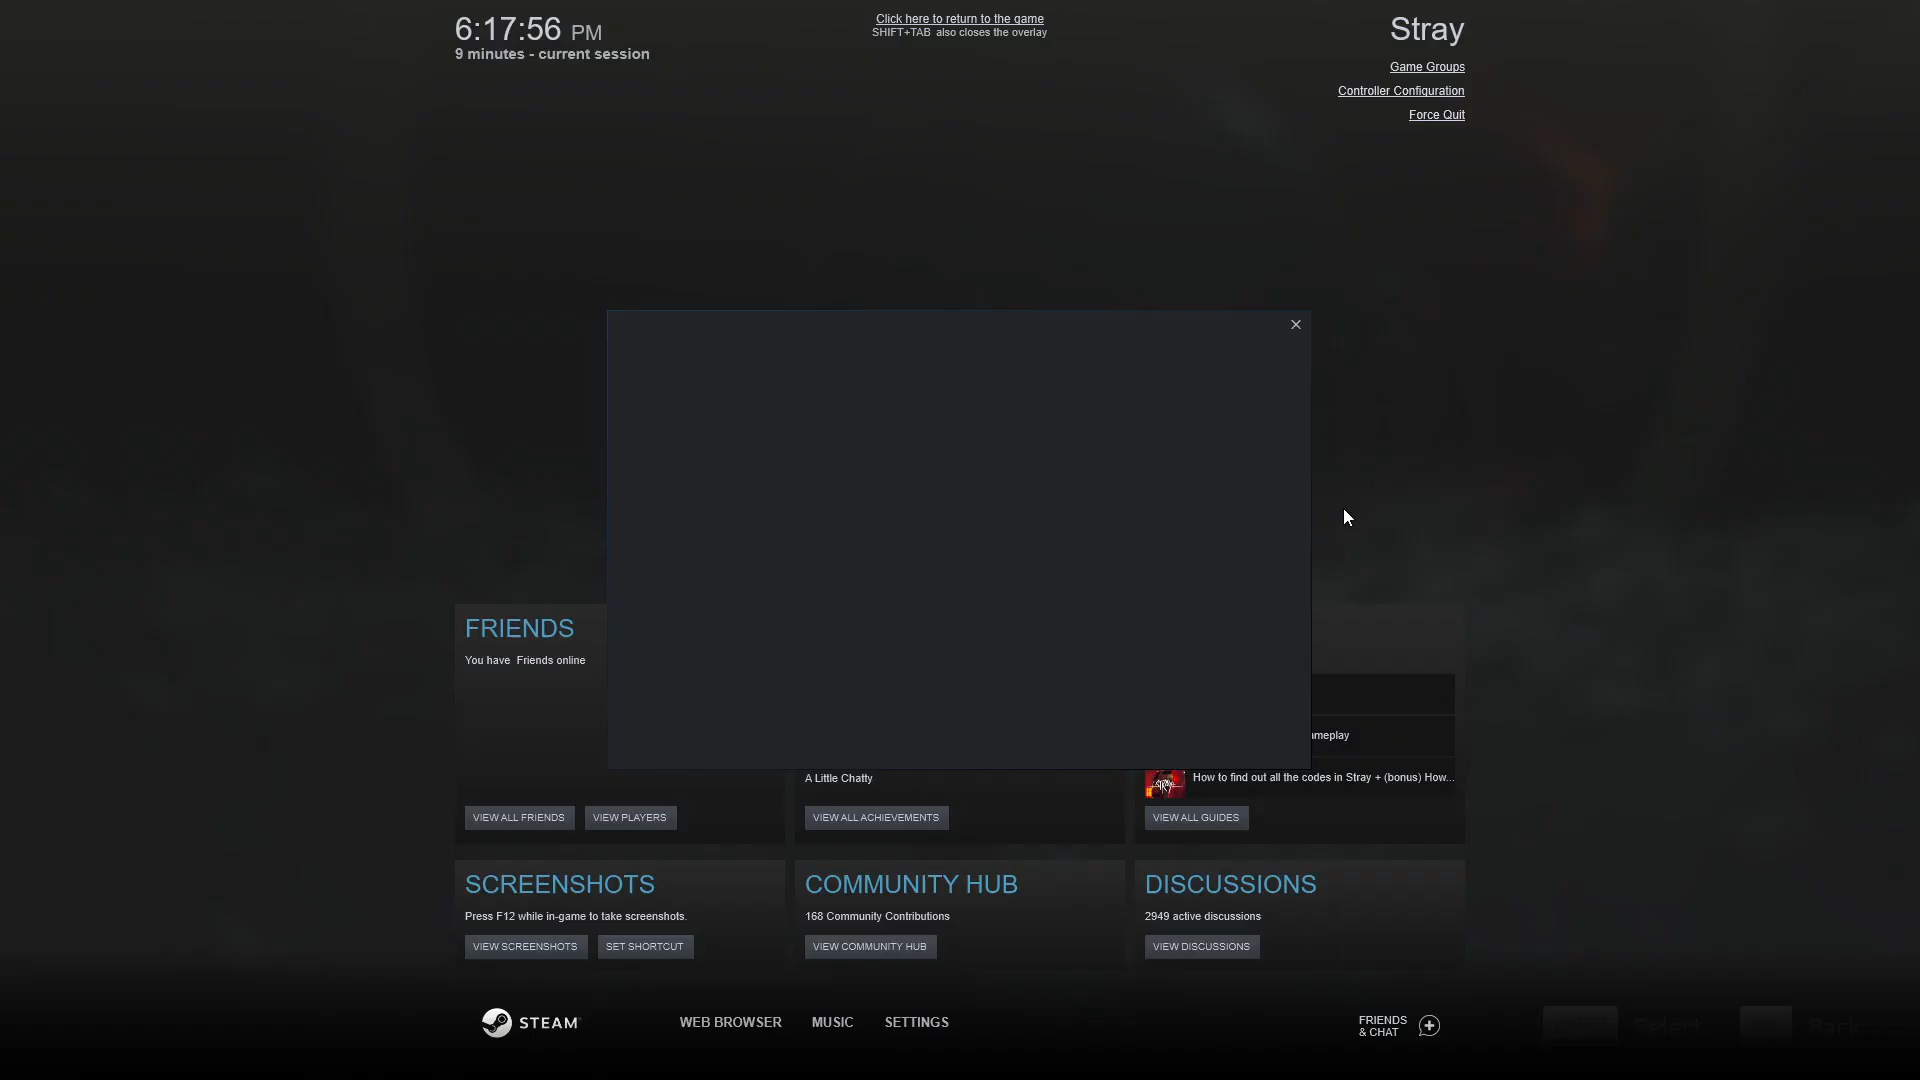 6:17:56 PM
9 minutes - current session
Click here to return to the game
SHIFT+TAB also closes the overlay
Stray
Game Groups
Controller Configuration
Force Quit
FRIENDS
You have Friends online
VIEW ALL FRIENDS
VIEW PLAYERS
A Little Chatty
VIEW ALL ACHIEVEMENTS
How to find out all the codes in Stray + (bonus) How...
VIEW ALL GUIDES
SCREENSHOTS
Press F12 while in-game to take screenshots.
VIEW SCREENSHOTS
SET SHORTCUT
COMMUNITY HUB
168 Community Contributions
VIEW COMMUNITY HUB
DISCUSSIONS
2949 active discussions
VIEW DISCUSSIONS
STEAM
WEB BROWSER
MUSIC
SETTINGS
FRIENDS
& CHAT